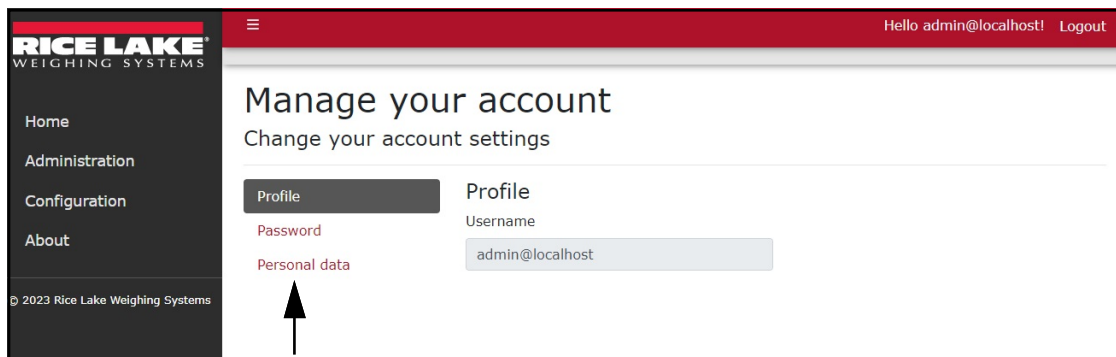 RICE LAKE®
WEIGHING SYSTEMS
Home
Administration
Configuration
About
© 2023 Rice Lake Weighing Systems
☰
Hello admin@localhost! Logout
Manage your account
Change your account settings
Profile
Password
Personal data
Profile
Username
admin@localhost